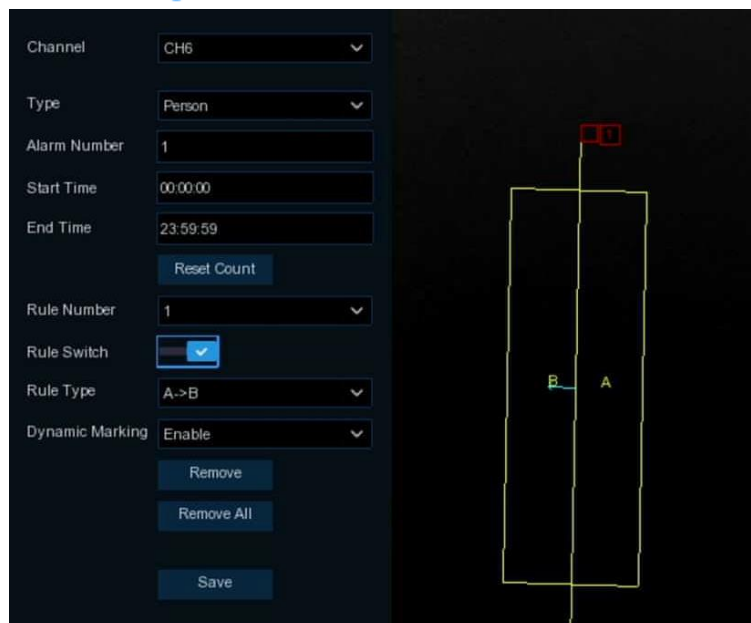 Channel CH6
Type Person
Alarm Number 1
Start Time 00:00:00
End Time 23:59:59
Reset Count
Rule Number 1
Rule Switch
Rule Type A->B
Dynamic Marking Enable
Remove
Remove All
Save
1
B A